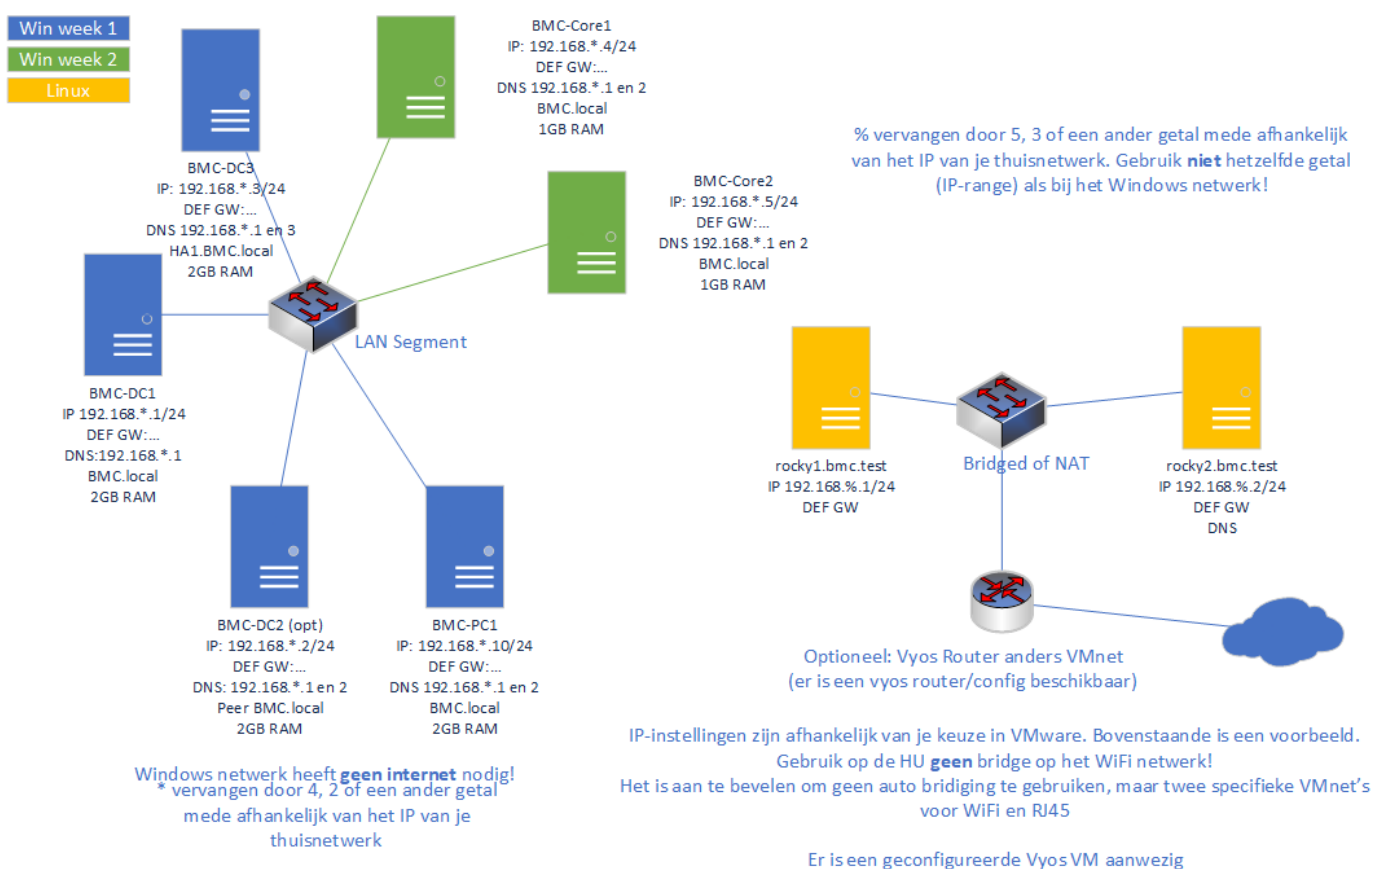 Win week 1
Win week 2
Linux
BMC-DC3
IP: 192.168.*.3/24
DEF GW:...
DNS 192.168.*.1 en 3
HA1.BMC.local
2GB RAM
BMC-Core1
IP: 192.168.*.4/24
DEF GW:...
DNS 192.168.*.1 en 2
BMC.local
1GB RAM
BMC-Core2
IP: 192.168.*.5/24
DEF GW:...
DNS 192.168.*.1 en 2
BMC.local
1GB RAM
LAN Segment
BMC-DC1
IP 192.168.*.1/24
DEF GW:...
DNS:192.168.*.1
BMC.local
2GB RAM
BMC-DC2 (opt)
IP: 192.168.*.2/24
DEF GW:...
DNS: 192.168.*.1 en 2
Peer BMC.local
2GB RAM
BMC-PC1
IP: 192.168.*.10/24
DEF GW:...
DNS 192.168.*.1 en 2
BMC.local
2GB RAM
Windows netwerk heeft geen internet nodig!
* vervangen door 4, 2 of een ander getal
mede afhankelijk van het IP van je
thuisnetwerk
% vervangen door 5, 3 of een ander getal mede afhankelijk
van het IP van je thuisnetwerk. Gebruik niet hetzelfde getal
(IP-range) als bij het Windows netwerk!
rocky1.bmc.test
IP 192.168.%.1/24
DEF GW
Bridged of NAT
rocky2.bmc.test
IP 192.168.%.2/24
DEF GW
DNS
Optioneel: Vyos Router anders VMnet
(er is een vyos router/config beschikbaar)
IP-instellingen zijn afhankelijk van je keuze in VMware. Bovenstaande is een voorbeeld.
Gebruik op de HU geen bridge op het WiFi netwerk!
Het is aan te bevelen om geen auto bridiging te gebruiken, maar twee specifieke VMnet's
voor WiFi en RJ45
Er is een geconfigureerde Vyos VM aanwezig